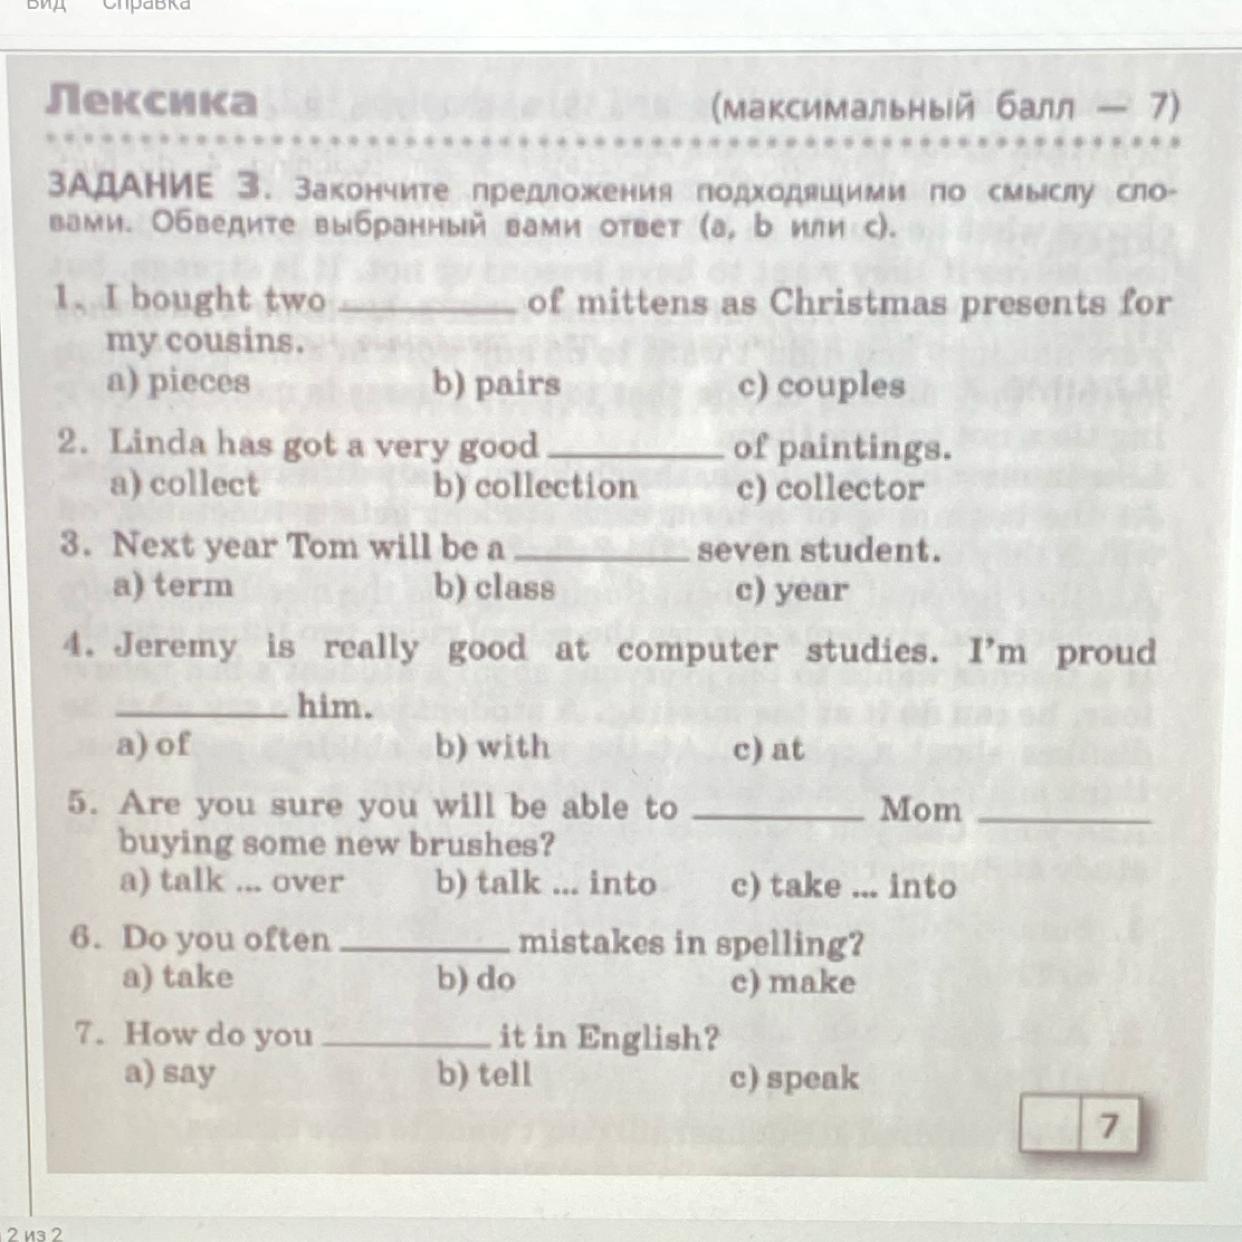 Вид Справка
Лексика (максимальный балл — 7)
ЗАДАНИЕ 3. Закончите предложения подходящими по смыслу сло-
вами. Обведите выбранный вами ответ (a, b или c).
1. I bought two ________ of mittens as Christmas presents for
my cousins.
a) pieces b) pairs c) couples
2. Linda has got a very good ________ of paintings.
a) collect b) collection c) collector
3. Next year Tom will be a ________ seven student.
a) term b) class c) year
4. Jeremy is really good at computer studies. I'm proud
________ him.
a) of b) with c) at
5. Are you sure you will be able to ________ Mom ________
buying some new brushes?
a) talk ... over b) talk ... into c) take ... into
6. Do you often ________ mistakes in spelling?
a) take b) do c) make
7. How do you ________ it in English?
a) say b) tell c) speak
7
2 из 2